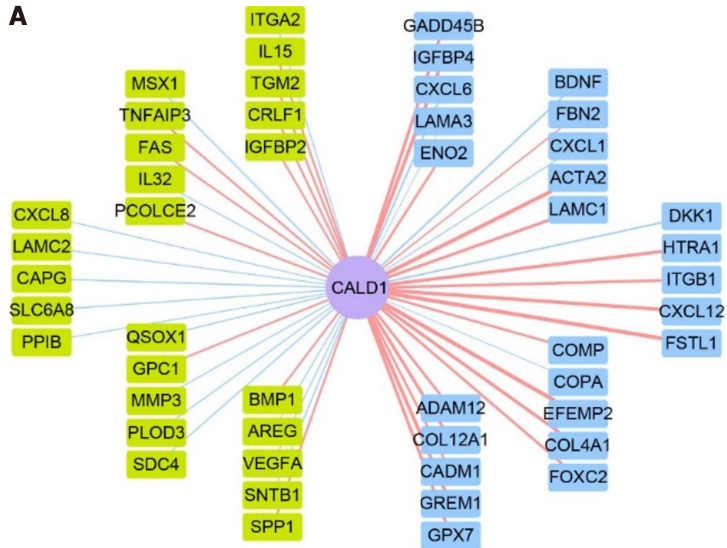 A
ITGA2
IL15
TGM2
CRLF1
IGFBP2
GADD45B
IGFBP4
CXCL6
LAMA3
ENO2
MSX1
TNFAIP3
FAS
IL32
PCOLCE2
BDNF
FBN2
CXCL1
ACTA2
LAMC1
CXCL8
LAMC2
CAPG
SLC6A8
PPIB
CALD1
DKK1
HTRA1
ITGB1
CXCL12
FSTL1
QSOX1
GPC1
MMP3
PLOD3
SDC4
COMP
COPA
EFEMP2
COL4A1
FOXC2
BMP1
AREG
VEGFA
SNTB1
SPP1
ADAM12
COL12A1
CADM1
GREM1
GPX7